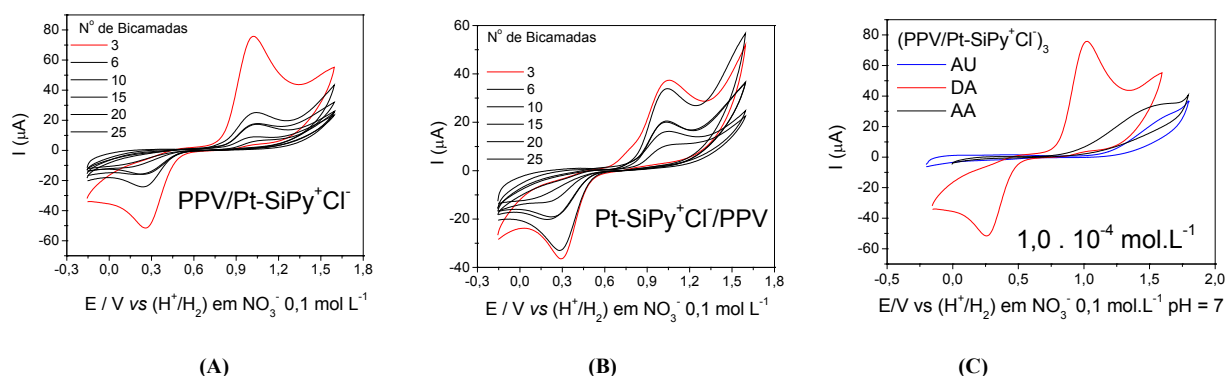 Nº de Bicamadas
3
6
10
15
20
25
PPV/Pt-SiPy⁺Cl⁻
I (μA)
80
60
40
20
0
-20
-40
-60
-0,3 0,0 0,3 0,6 0,9 1,2 1,5 1,8
E / V vs (H⁺/H₂) em NO₃⁻ 0,1 mol L⁻¹
(A)
Nº de Bicamadas
3
6
10
15
20
25
Pt-SiPy⁺Cl⁻/PPV
I (μA)
60
40
20
0
-20
-40
-0,3 0,0 0,3 0,6 0,9 1,2 1,5 1,8
E / V vs (H⁺/H₂) em NO₃⁻ 0,1 mol L⁻¹
(B)
(PPV/Pt-SiPy⁺Cl⁻)₃
AU
DA
AA
1,0 . 10⁻⁴ mol.L⁻¹
I (μA)
80
60
40
20
0
-20
-40
-60
0,0 0,5 1,0 1,5 2,0
E/V vs (H⁺/H₂) em NO₃⁻ 0,1 mol.L⁻¹ pH = 7
(C)